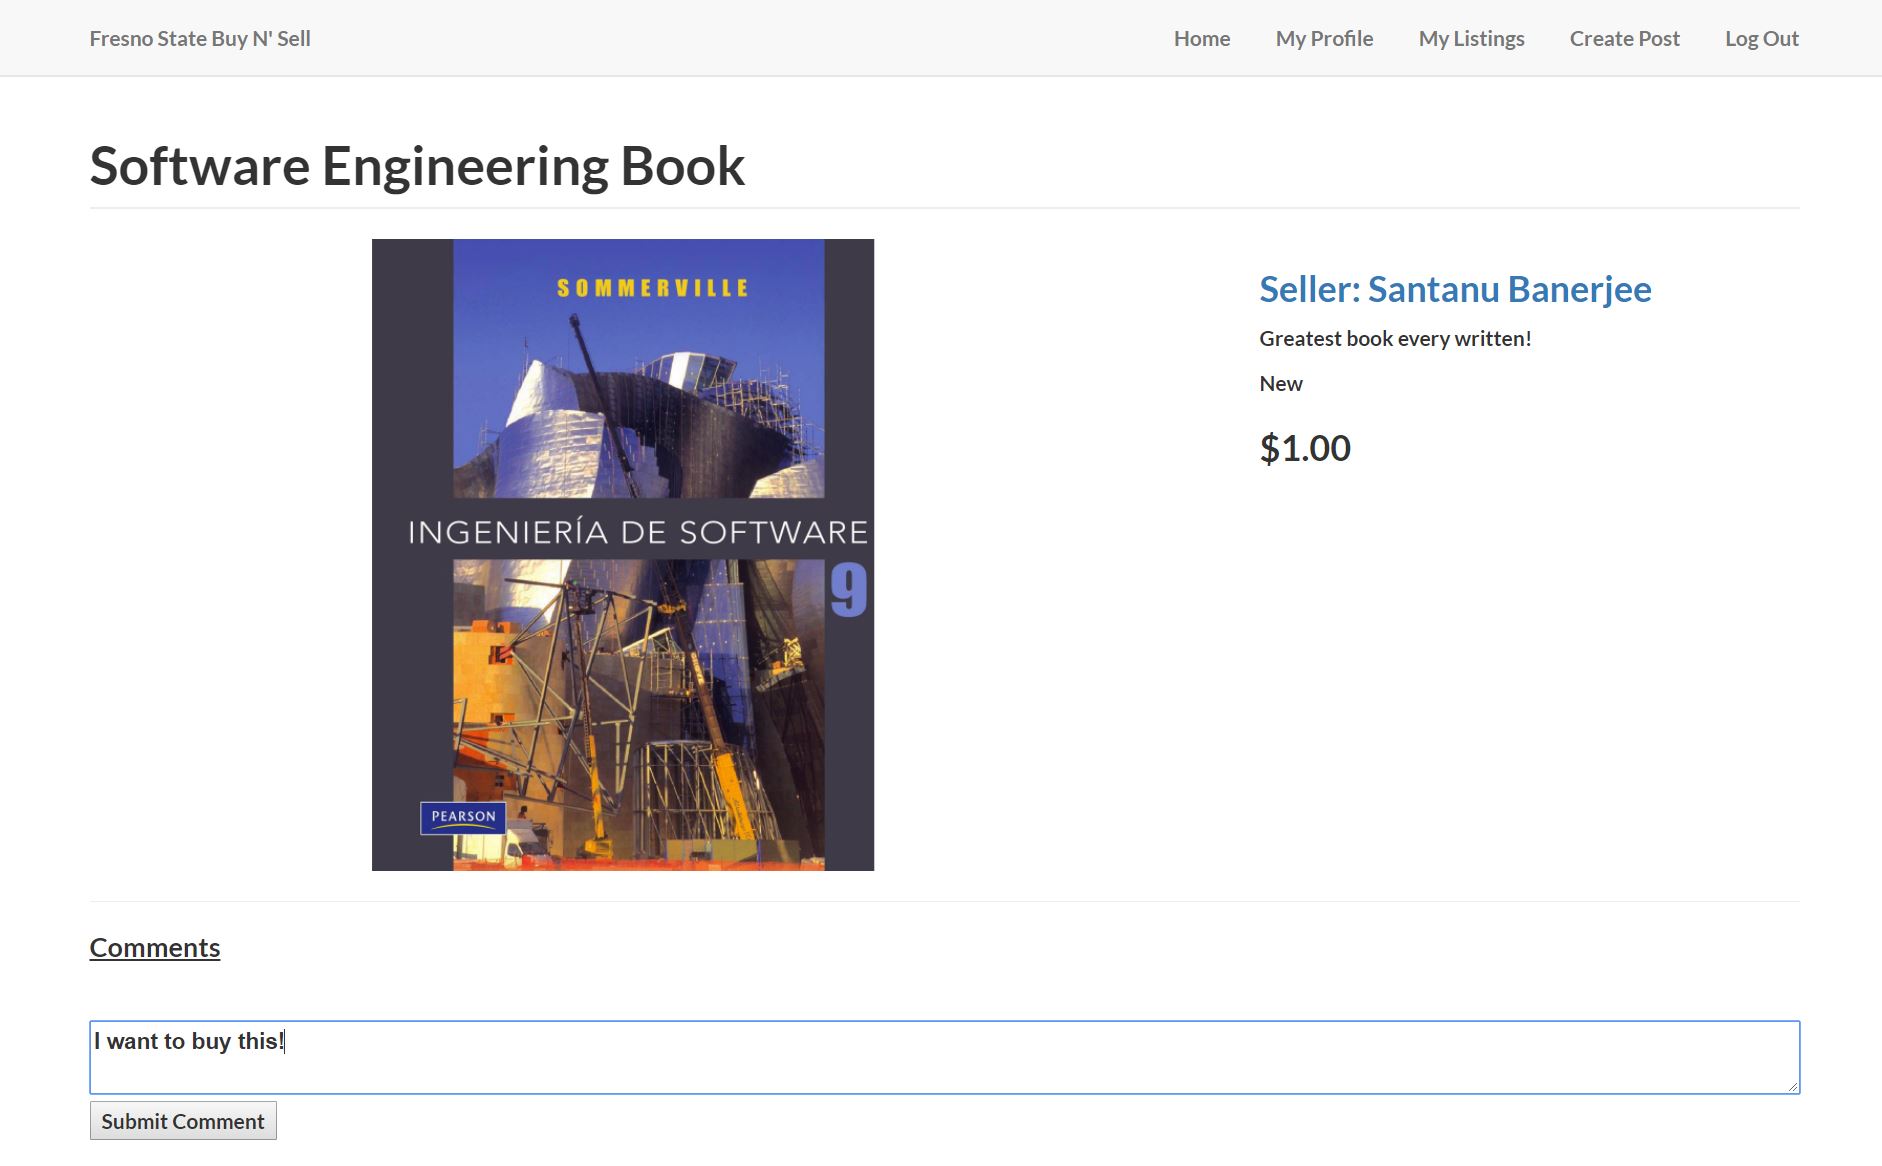 Fresno State Buy N' Sell
Home
My Profile
My Listings
Create Post
Log Out
Software Engineering Book
SOMMERVILLE
INGENIERÍA DE SOFTWARE
9
PEARSON
Seller: Santanu Banerjee
Greatest book every written!
New
$1.00
Comments
I want to buy this!
Submit Comment